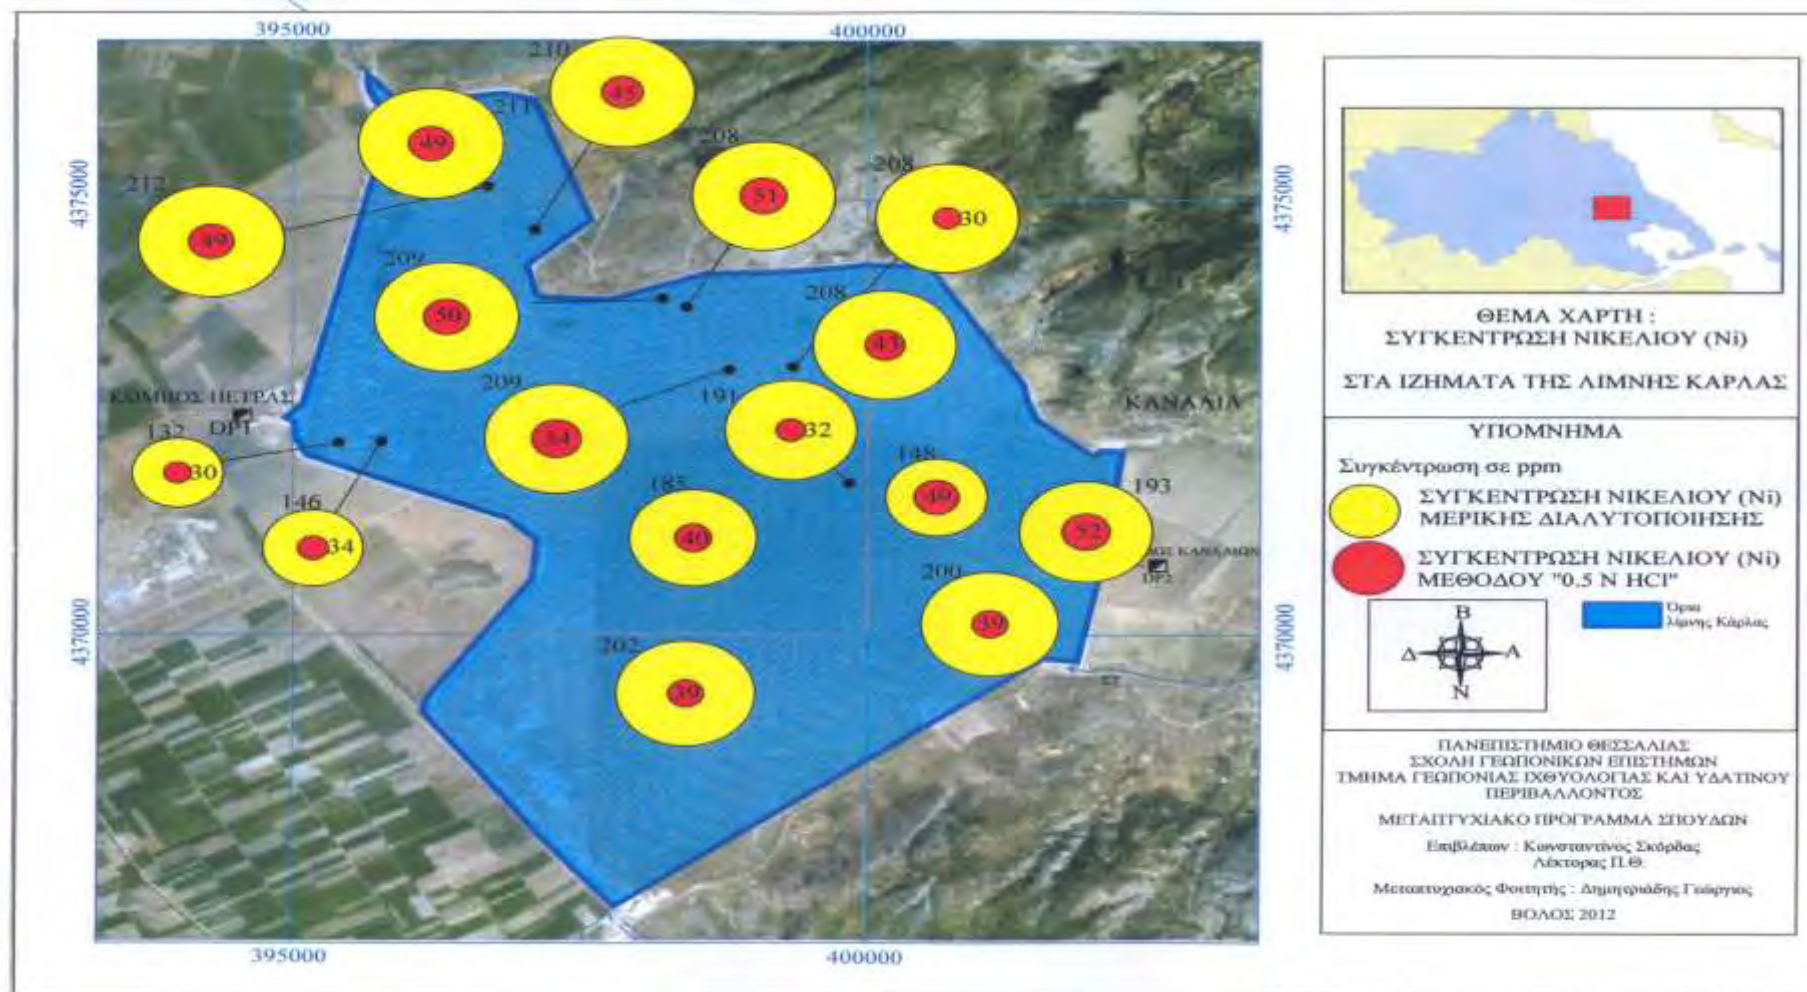 395000
400000
4375000
4375000
4370000
4370000
395000
400000
210
45
211
49
212
49
208
51
208
30
209
50
208
43
209
54
191
32
ΚΟΜΒΟΣ ΠΕΤΡΑΣ
DP1
132
30
146
34
185
40
148
49
193
52
200
39
202
39
ΚΑΝΑΛΙΑ
ΚΑΝΑΛΙΩΝ
DP2
ΘΕΜΑ ΧΑΡΤΗ :
ΣΥΓΚΕΝΤΡΩΣΗ ΝΙΚΕΛΙΟΥ (Ni)
ΣΤΑ ΙΖΗΜΑΤΑ ΤΗΣ ΛΙΜΝΗΣ ΚΑΡΛΑΣ
ΥΠΟΜΝΗΜΑ
Συγκέντρωση σε ppm
ΣΥΓΚΕΝΤΡΩΣΗ ΝΙΚΕΛΙΟΥ (Ni)
ΜΕΡΙΚΗΣ ΔΙΑΛΥΤΟΠΟΙΗΣΗΣ
ΣΥΓΚΕΝΤΡΩΣΗ ΝΙΚΕΛΙΟΥ (Ni)
ΜΕΘΟΔΟΥ "0.5 N HCl"
Όρια
λίμνης Κάρλας
Β
Δ Α
Ν
ΠΑΝΕΠΙΣΤΗΜΙΟ ΘΕΣΣΑΛΙΑΣ
ΣΧΟΛΗ ΓΕΩΠΟΝΙΚΩΝ ΕΠΙΣΤΗΜΩΝ
ΤΜΗΜΑ ΓΕΩΠΟΝΙΑΣ ΙΧΘΥΟΛΟΓΙΑΣ ΚΑΙ ΥΔΑΤΙΝΟΥ
ΠΕΡΙΒΑΛΛΟΝΤΟΣ
ΜΕΤΑΠΤΥΧΙΑΚΟ ΠΡΟΓΡΑΜΜΑ ΣΠΟΥΔΩΝ
Επιβλέπων : Κωνσταντίνος Σκόρδας
Λέκτορας Π.Θ.
Μεταπτυχιακός Φοιτητής : Δημητριάδης Γεώργιος
ΒΟΛΟΣ 2012